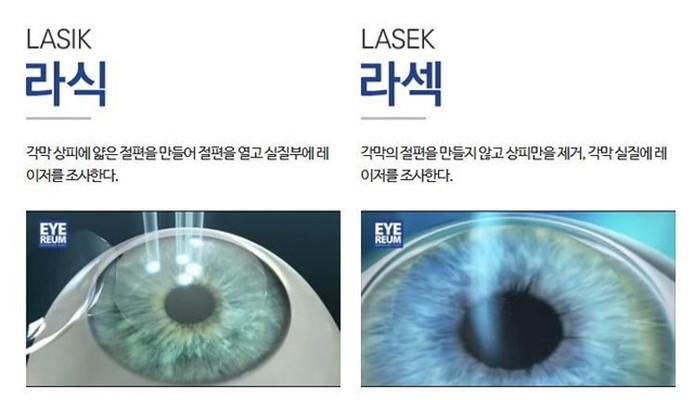 LASIK
라식
각막 상피에 얇은 절편을 만들어 절편을 열고 실질부에 레
이저를 조사한다.
EYE
REUM
LASEK
라섹
각막의 절편을 만들지 않고 상피만을 제거, 각막 실질에 레
이저를 조사한다.
EYE
REUM